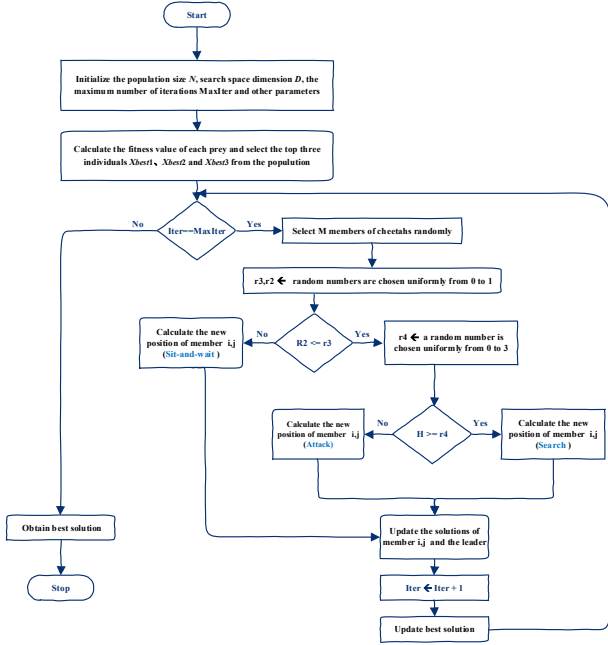 Start
Initialize the population size N, search space dimension D, the
maximum number of iterations MaxIter and other parameters
Calculate the fitness value of each prey and select the top three
individuals Xbest1、Xbest2 and Xbest3 from the popultution
No
Iter==MaxIter
Yes
Select M members of cheetahs randomly
r3,r2 ← random numbers are chosen uniformly from 0 to 1
Calculate the new
position of member i,j
(Sit-and-wait )
No
R2 <= r3
Yes
r4 ← a random number is
chosen uniformly from 0 to 3
Calculate the new
position of member i,j
(Attack)
No
H >= r4
Yes
Calculate the new
position of member i,j
(Search )
Obtain best solution
Update the solutions of
member i,j and the leader
Stop
Iter ← Iter + 1
Update best solution